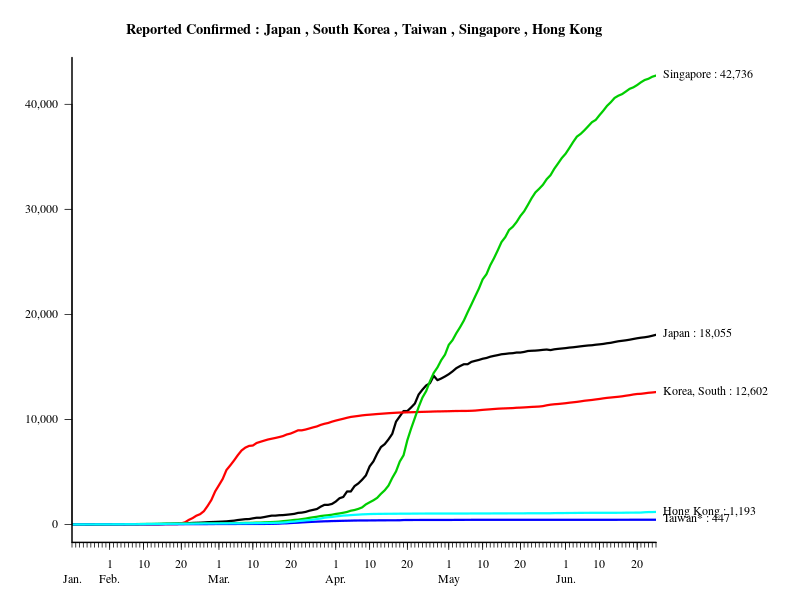 Reported Confirmed : Japan , South Korea , Taiwan , Singapore , Hong Kong
Singapore : 42,736
40,000
30,000
20,000
Japan : 18,055
Korea, South : 12,602
10,000
Hong Kong : 1,193
Taiwan* : 447
0
1 10 20 1 10 20 1 10 20 1 10 20 1 10 20
Jan. Feb. Mar. Apr. May Jun.